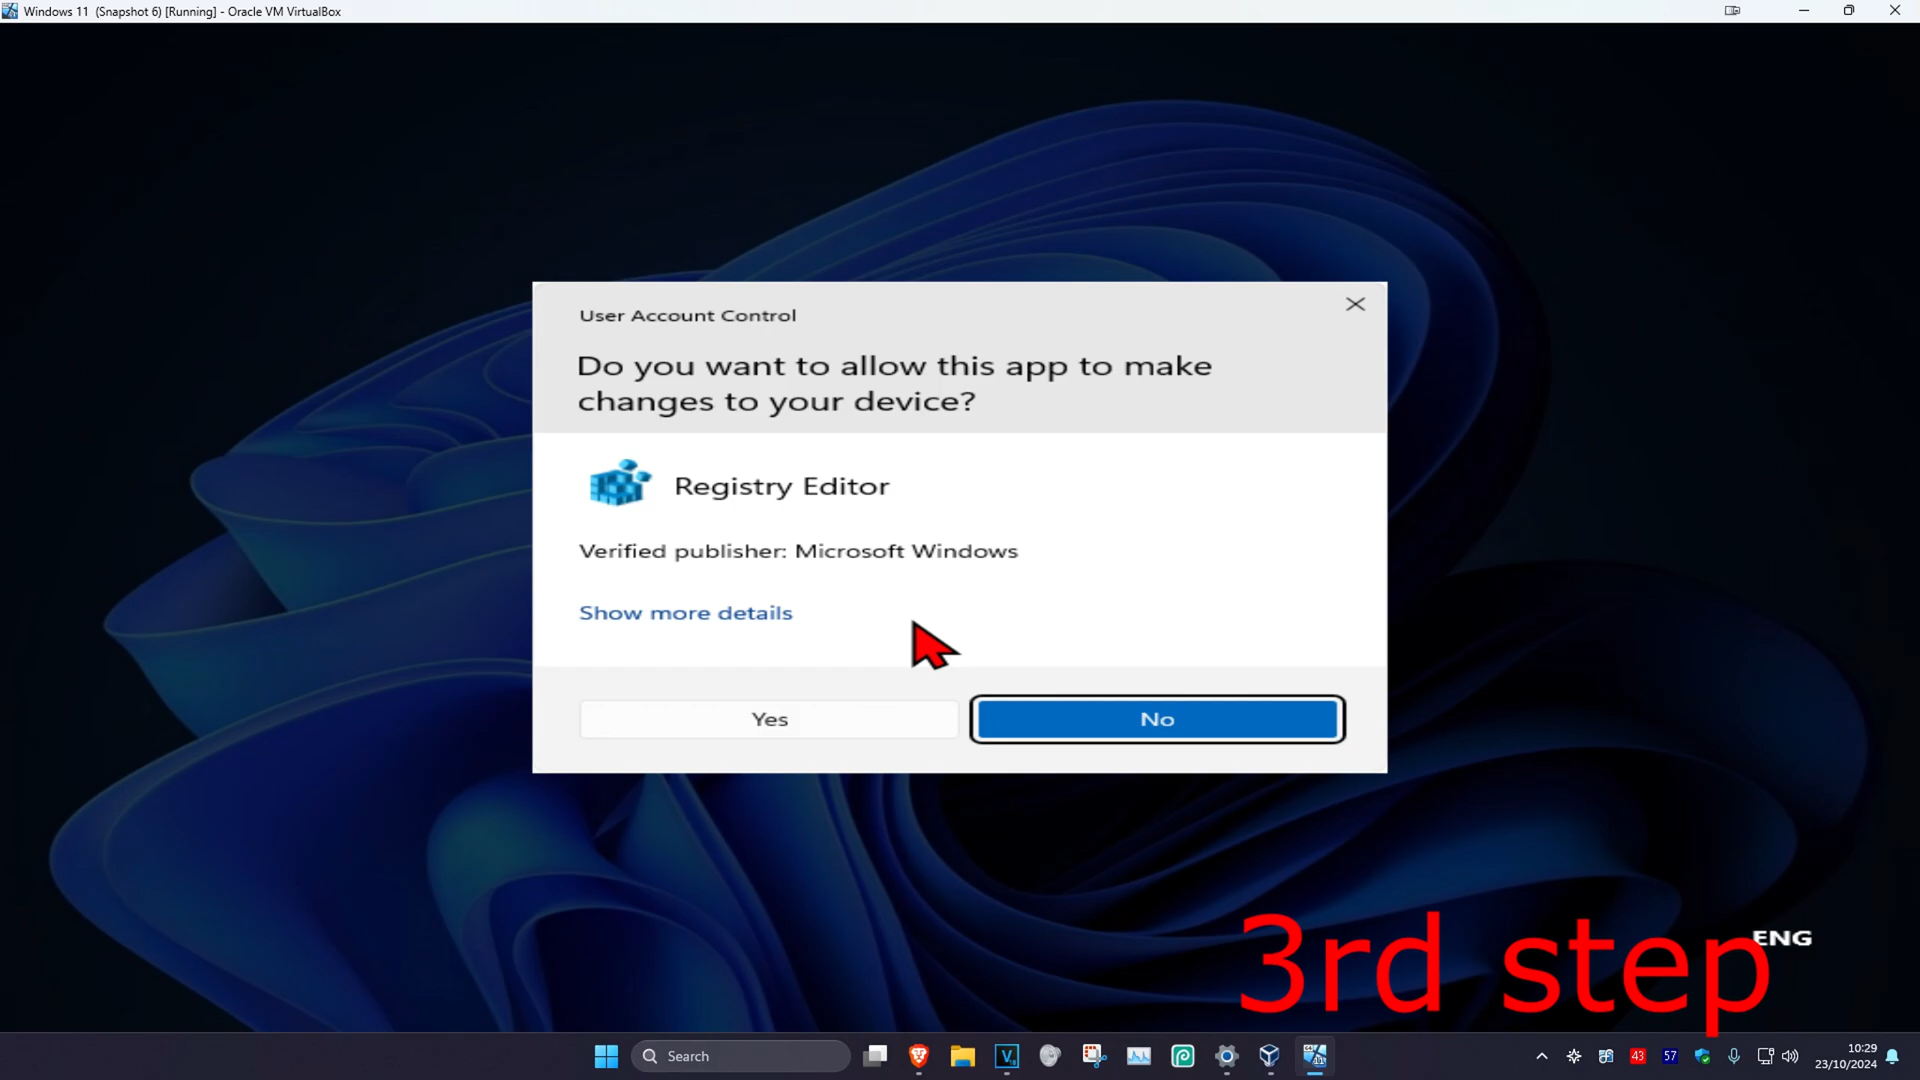 Windows 11 (Snapshot 6) [Running] - Oracle VM VirtualBox
User Account Control
Do you want to allow this app to make
changes to your device?
Registry Editor
Verified publisher: Microsoft Windows
Show more details
Yes
No
ENG
3rd step
Search
43
57
10:29
23/10/2024